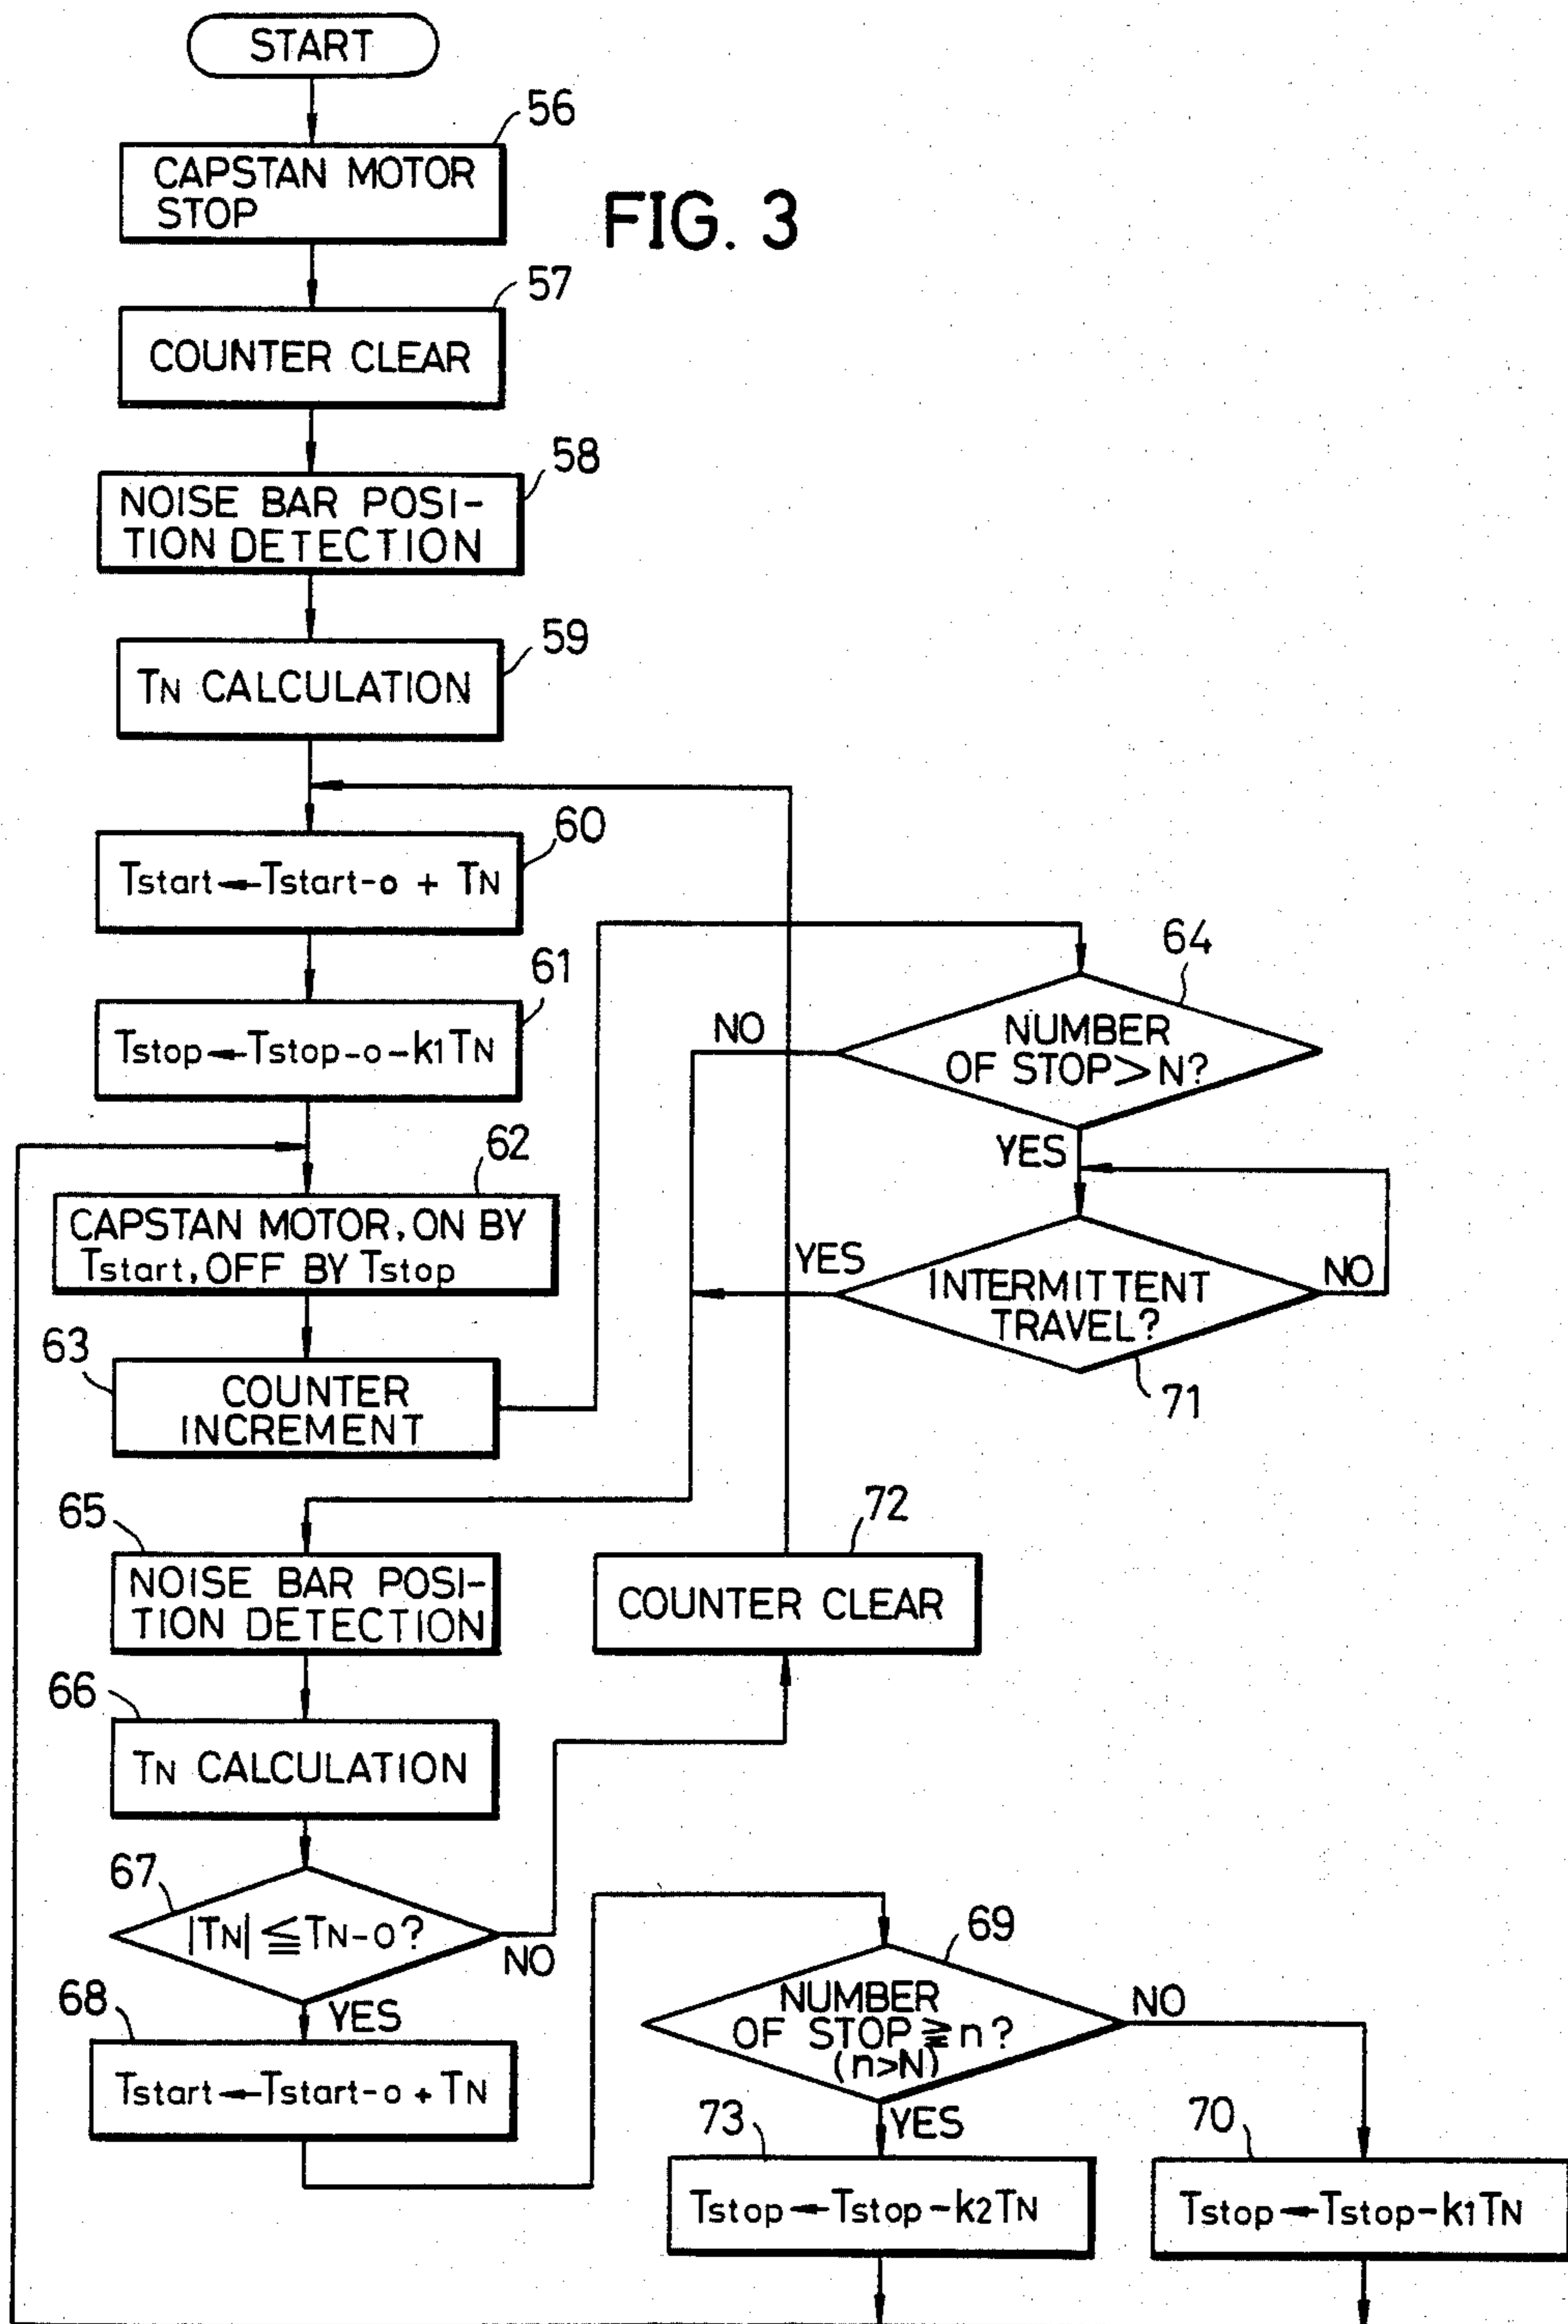 START
56
CAPSTAN MOTOR
STOP
FIG. 3
57
COUNTER CLEAR
58
NOISE BAR POSI-
TION DETECTION
59
TN CALCULATION
60
Tstart←Tstart-o + TN
61
Tstop←Tstop-o-k1TN
62
CAPSTAN MOTOR, ON BY
Tstart, OFF BY Tstop
63
COUNTER
INCREMENT
64
NUMBER
OF STOP>N?
NO
YES
INTERMITTENT
TRAVEL?
YES
NO
71
65
NOISE BAR POSI-
TION DETECTION
72
COUNTER CLEAR
66
TN CALCULATION
67
|TN| ≦ TN-O?
NO
YES
68
Tstart←Tstart-o + TN
69
NUMBER
OF STOP ≧ n?
(n>N)
NO
YES
73
Tstop←Tstop-k2TN
70
Tstop←Tstop-k1TN